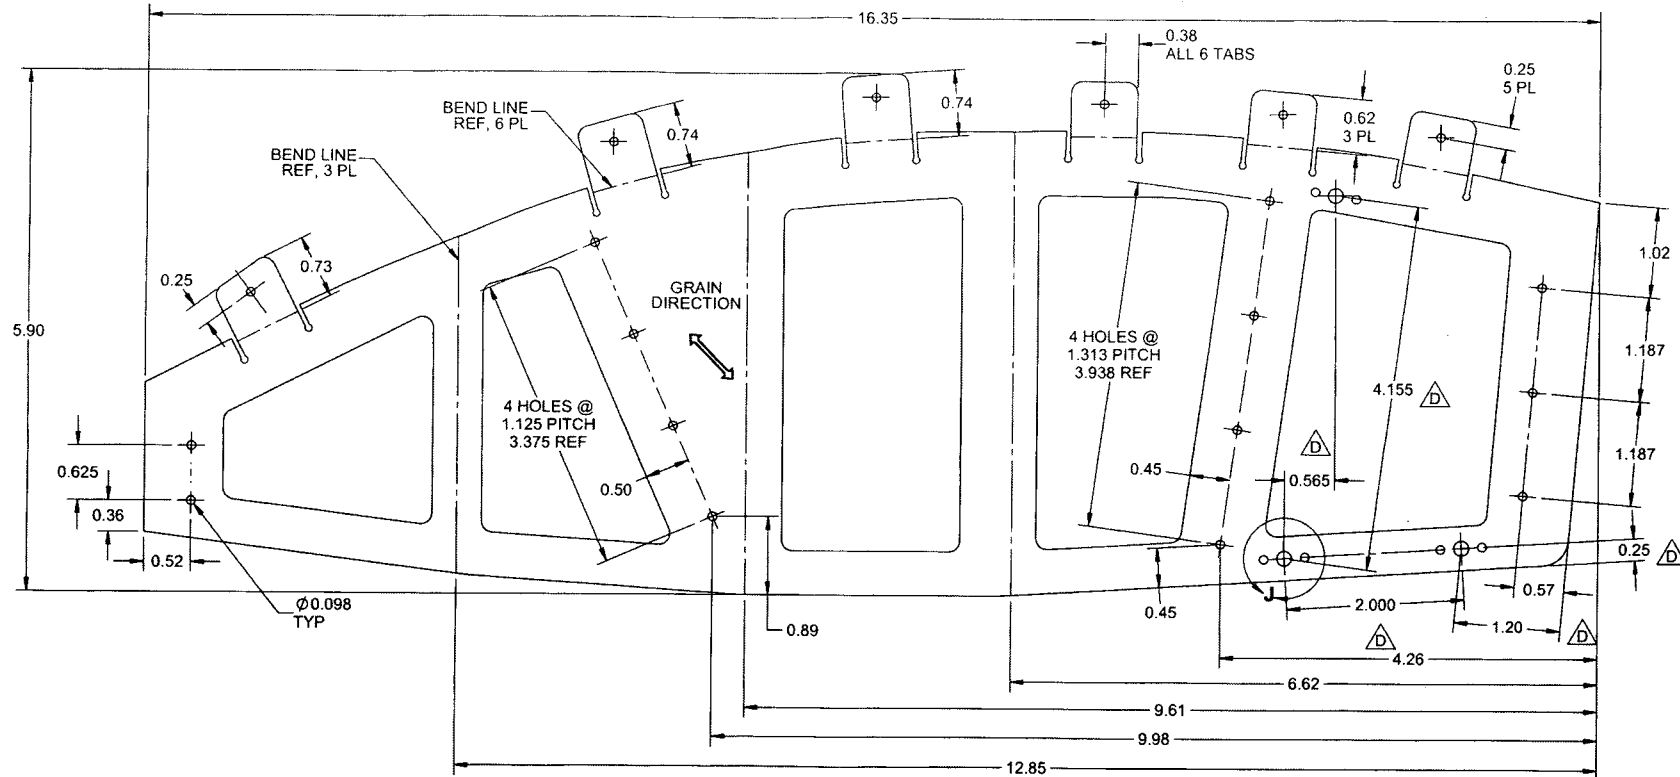 16.35
0.38
ALL 6 TABS
0.25
5 PL
0.74
BEND LINE
REF, 6 PL
0.74
0.62
3 PL
BEND LINE
REF, 3 PL
0.73
0.25
1.02
GRAIN
DIRECTION
5.90
4 HOLES @
1.313 PITCH
3.938 REF
1.187
4.155
D
4 HOLES @
1.125 PITCH
3.375 REF
D
1.187
0.625
0.50
0.45
0.565
0.36
0.25
D
0.52
J
0.57
Ø0.098
TYP
0.45
2.000
0.89
1.20
D
D
4.26
6.62
9.61
9.98
12.85